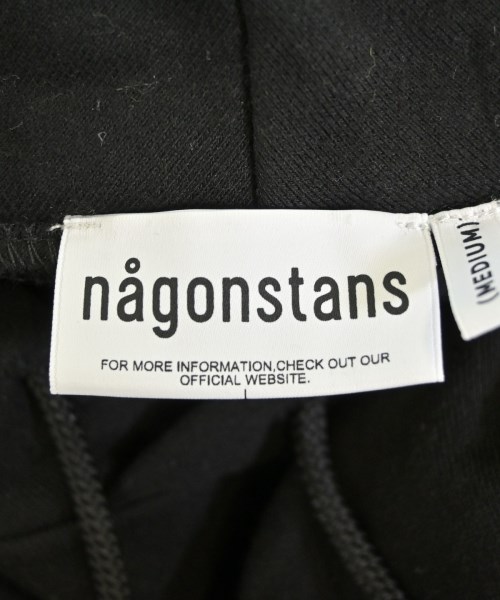 någonstans
FOR MORE INFORMATION,CHECK OUT OUR
OFFICIAL WEBSITE.
(MEDIUM).